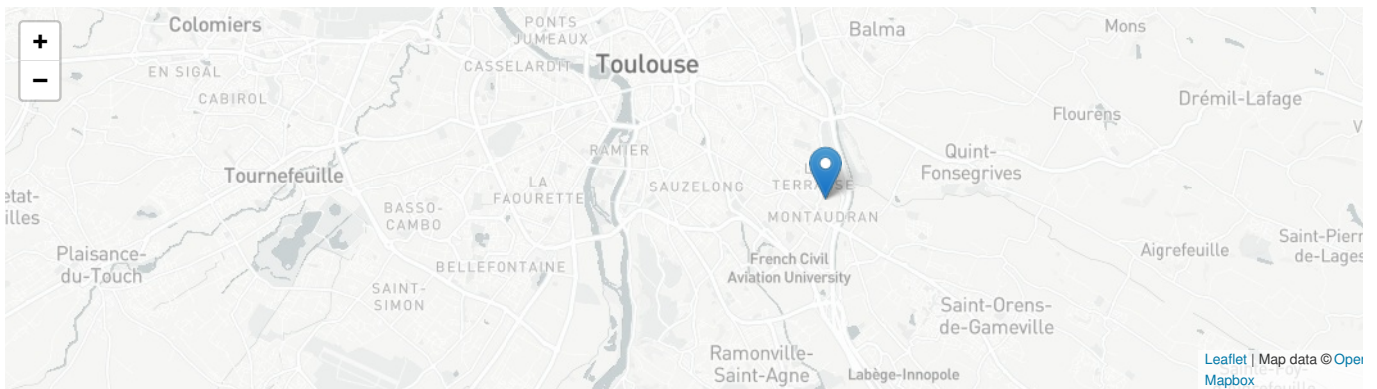 +
−
Colomiers
PONTS
JUMEAUX
Balma
Mons
EN SIGAL
CASSELARDIT
Toulouse
CABIROL
Drémil-Lafage
Flourens
RAMIER
Quint-
Fonsegrives
Tournefeuille
LA
FAOURETTE
SAUZELONG
BASSO-
CAMBO
MONTAUDRAN
Plaisance-
du-Touch
BELLEFONTAINE
French Civil
Aviation University
Aigrefeuille
Saint-Pierr
de-Lages
SAINT-
SIMON
Saint-Orens-
de-Gameville
Ramonville-
Saint-Agne
Labège-Innopole
Leaflet | Map data © Oper
Mapbox